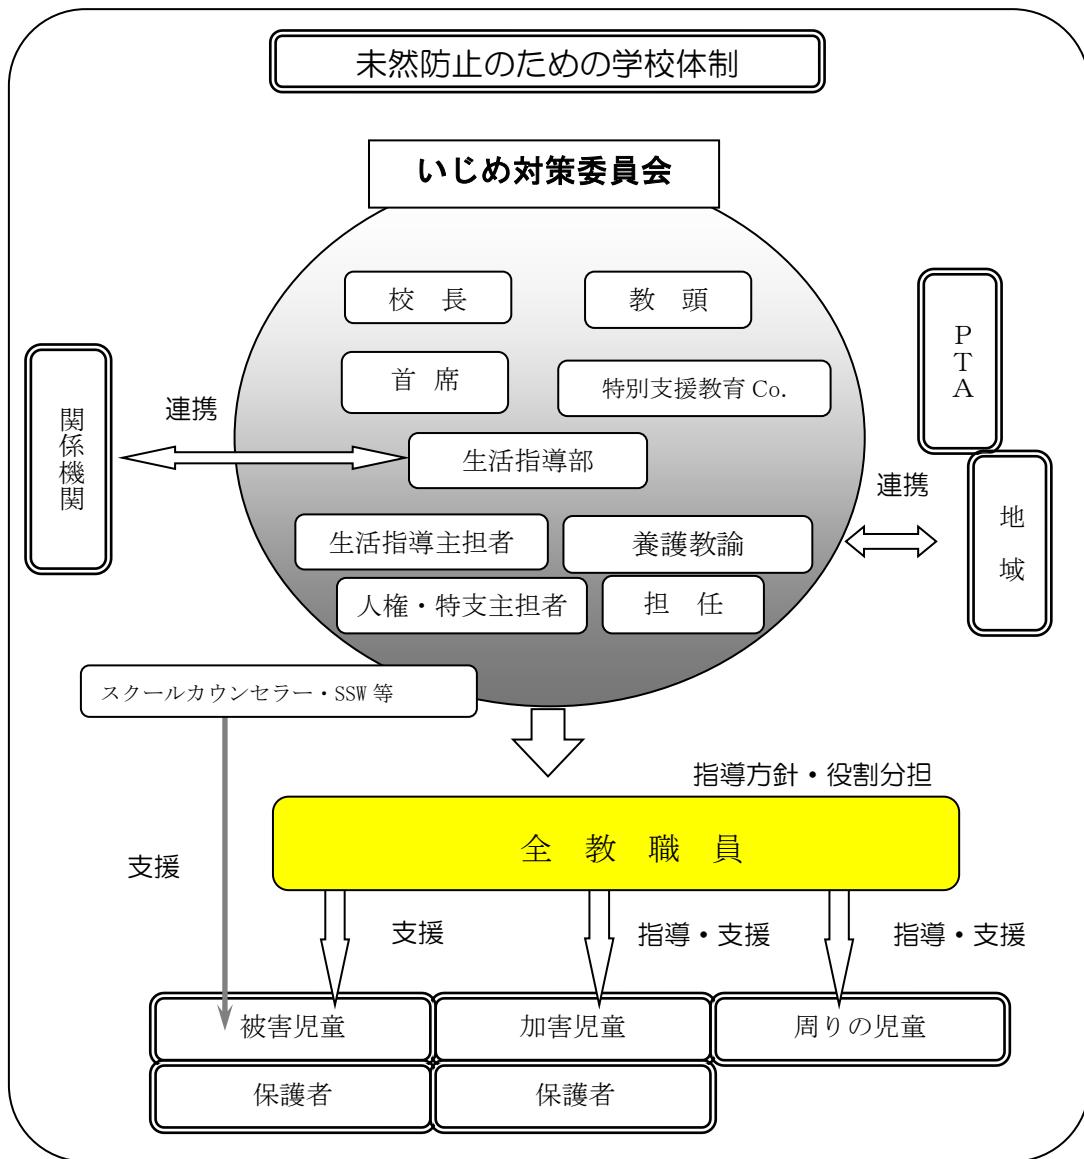 未然防止のための学校体制
いじめ対策委員会
校　長
教　頭
首 席
特別支援教育 Co.
生活指導部
生活指導主担者
養護教諭
人権・特支主担者
担　任
スクールカウンセラー・SSW 等
関係機関
連携
PTA
連携
地域
指導方針・役割分担
全　教　職　員
支援
支援
指導・支援
指導・支援
被害児童
加害児童
周りの児童
保護者
保護者